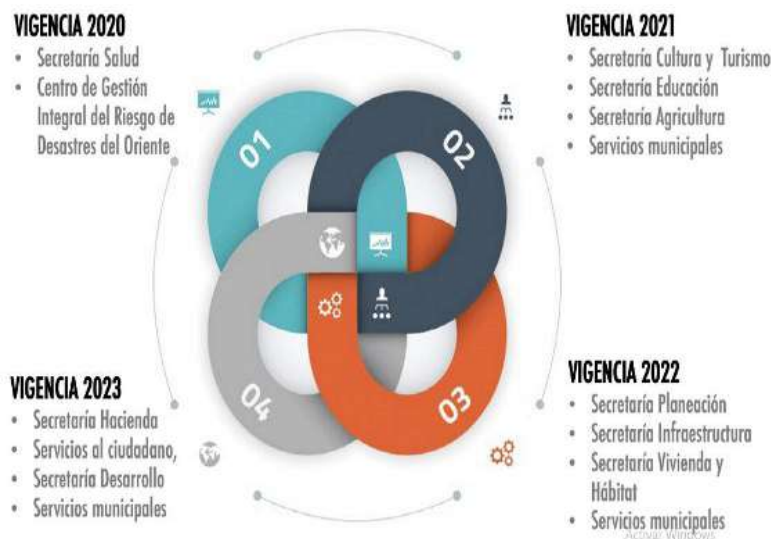 VIGENCIA 2020
• Secretaría Salud
• Centro de Gestión
Integral del Riesgo de
Desastres del Oriente
VIGENCIA 2021
• Secretaría Cultura y Turismo
• Secretaría Educación
• Secretaría Agricultura
• Servicios municipales
01
02
04
03
VIGENCIA 2023
• Secretaría Hacienda
• Servicios al ciudadano,
• Secretaría Desarrollo
• Servicios municipales
VIGENCIA 2022
• Secretaría Planeación
• Secretaría Infraestructura
• Secretaría Vivienda y
Hábitat
• Servicios municipales
Activar Windows